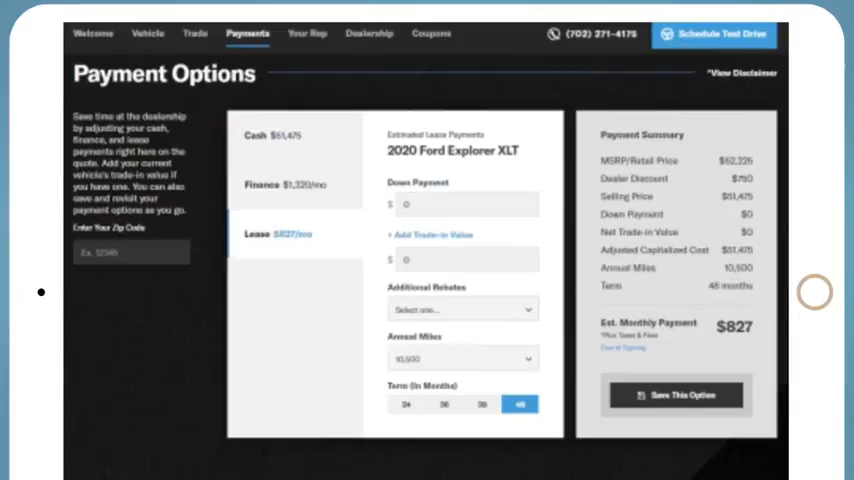 Welcome Vehicle Trade Payments Your Rep Dealership Coupons (702) 271-4175 Schedule Test Drive
Payment Options
*View Disclaimer
Save time at the dealership
by adjusting your cash,
finance, and lease
payments right here on the
quote. Add your current
vehicle's trade-in value if
you have one. You can also
save and revisit your
payment options as you go.
Enter Your Zip Code
Ex. 12345
Cash $51,475
Finance $1,320/mo
Lease $827/mo
Estimated Lease Payments
2020 Ford Explorer XLT
Down Payment
$ 0
+ Add Trade-in Value
$ 0
Additional Rebates
Select one...
Annual Miles
10,500
Term (In Months)
24 36 39 48
Payment Summary
MSRP/Retail Price $52,225
Dealer Discount $750
Selling Price $51,475
Down Payment $0
Net Trade-in Value $0
Adjusted Capitalized Cost $51,475
Annual Miles 10,500
Term 48 months
Est. Monthly Payment $827
*Plus Taxes & Fees
Save This Option